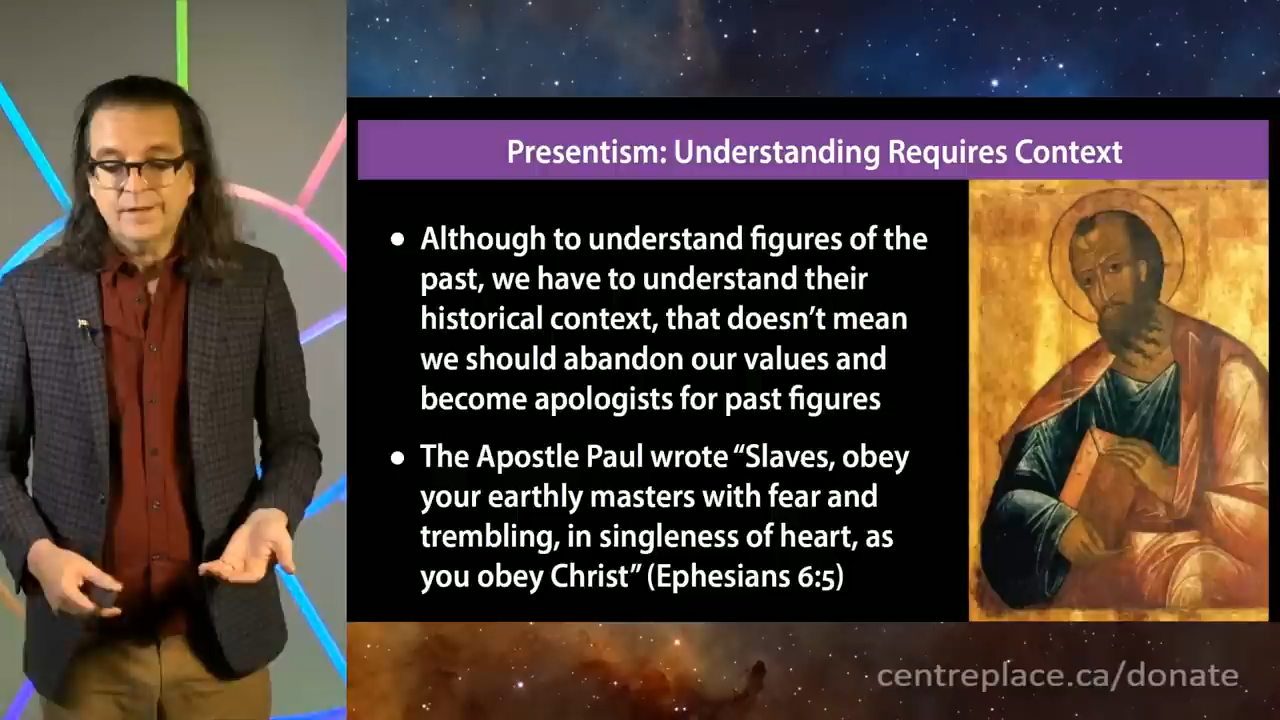 Presentism: Understanding Requires Context
● Although to understand figures of the
past, we have to understand their
historical context, that doesn’t mean
we should abandon our values and
become apologists for past figures
● The Apostle Paul wrote “Slaves, obey
your earthly masters with fear and
trembling, in singleness of heart, as
you obey Christ” (Ephesians 6:5)
centreplace.ca/donate